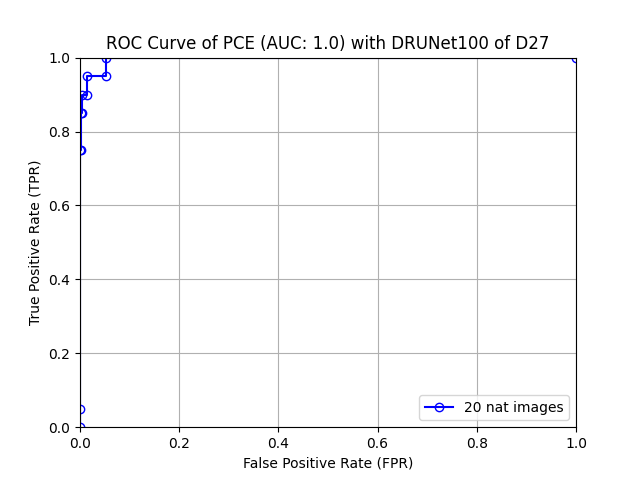 ROC Curve of PCE (AUC: 1.0) with DRUNet100 of D27
1.0
0.8
0.6
0.4
0.2
0.0
True Positive Rate (TPR)
20 nat images
0.0 0.2 0.4 0.6 0.8 1.0
False Positive Rate (FPR)